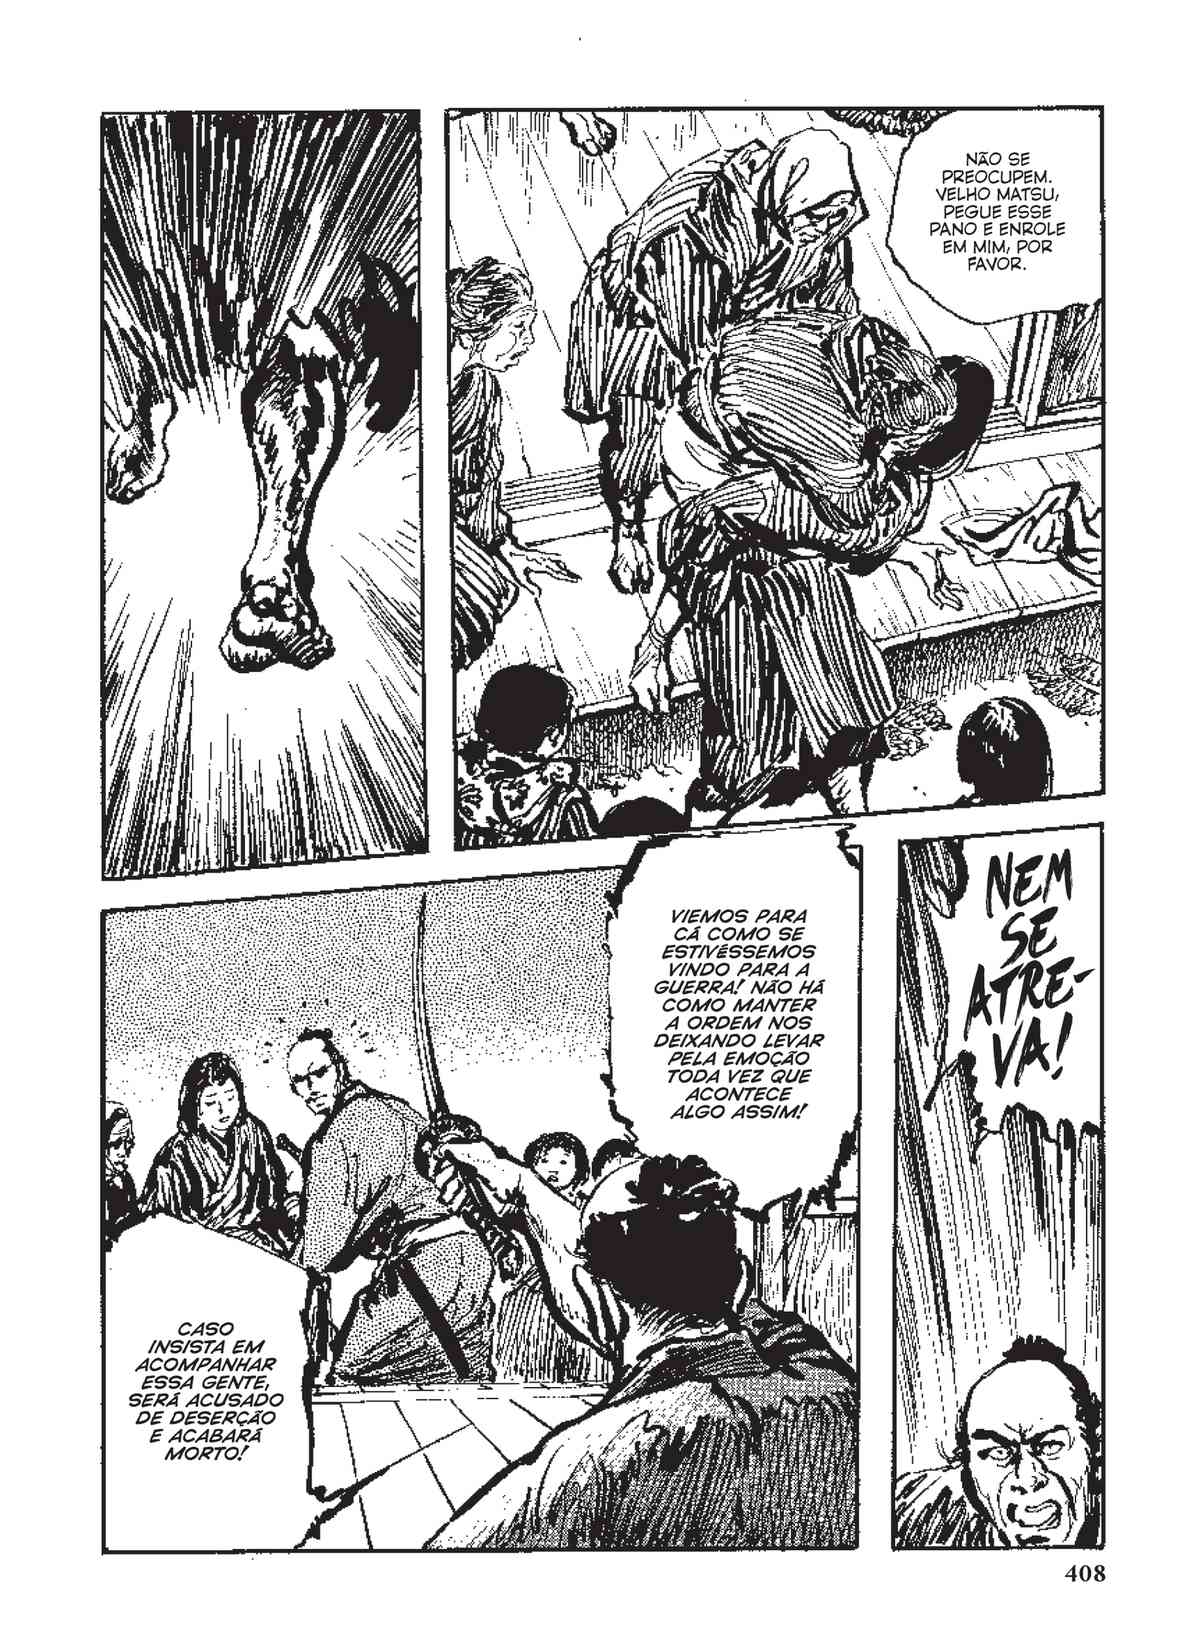 NÃO SE
PREOCUPEM.
VELHO MATSU,
PEGUE ESSE
PANO E ENROLE
EM MIM, POR
FAVOR.
NEM
SE
ATRE-
VA!
VIEMOS PARA
CÁ COMO SE
ESTIVÉSSEMOS
VINDO PARA A
GUERRA! NÃO HÁ
COMO MANTER
A ORDEM NOS
DEIXANDO LEVAR
PELA EMOÇÃO
TODA VEZ QUE
ACONTECE
ALGO ASSIM!
CASO
INSISTA EM
ACOMPANHAR
ESSA GENTE,
SERÁ ACUSADO
DE DESERÇÃO
E ACABARÁ
MORTO!
408